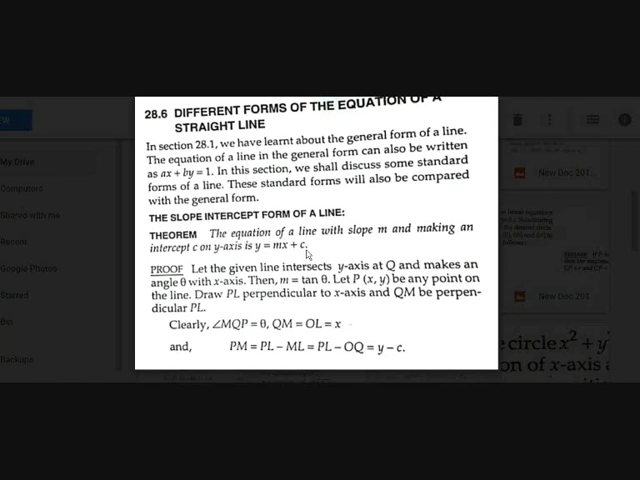 28.6 DIFFERENT FORMS OF THE EQUATION OF A
STRAIGHT LINE
In section 28.1, we have learnt about the general form of a line.
The equation of a line in the general form can also be written
as ax + by = 1. In this section, we shall discuss some standard
forms of a line. These standard forms will also be compared
with the general form.
THE SLOPE INTERCEPT FORM OF A LINE:
THEOREM The equation of a line with slope m and making an
intercept c on y-axis is y = mx + c.
PROOF Let the given line intersects y-axis at Q and makes an
angle θ with x-axis. Then, m = tan θ. Let P (x, y) be any point on
the line. Draw PL perpendicular to x-axis and QM be perpen-
dicular PL.
Clearly, ∠MQP = θ, QM = OL = x
and, PM = PL − ML = PL − OQ = y − c.
My Drive
Computers
Shared with me
Recent
Google Photos
Starred
Bin
Backups
New Doc 201...
New Doc 201...
circle x² + y
on of x-axis